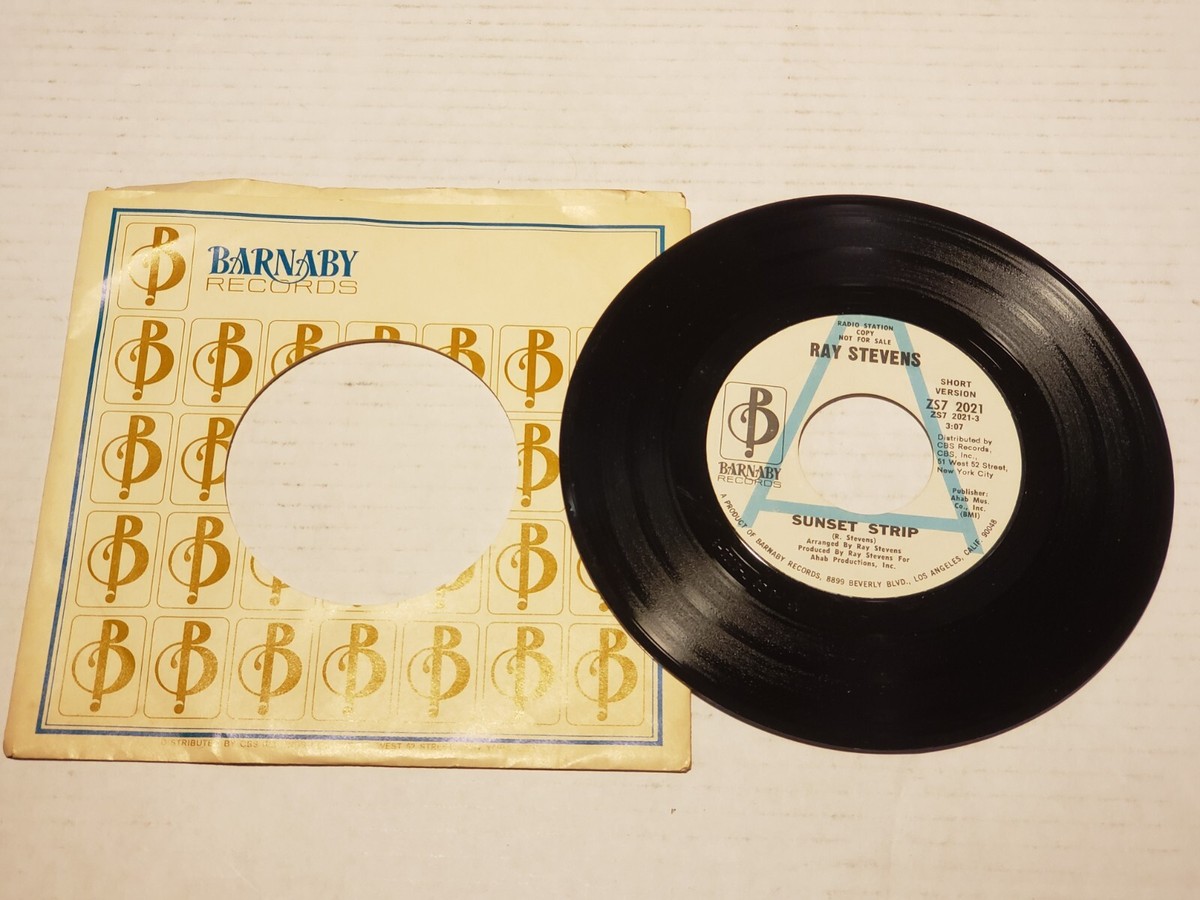 BARNABY
RECORDS
DISTRIBUTED BY CBS
RADIO STATION
COPY
NOT FOR SALE
RAY STEVENS
SHORT
VERSION
ZS7 2021
ZS7 2021-3
3:07
Distributed by
CBS Records,
CBS, Inc.,
51 West 52 Street,
New York City
BARNABY
RECORDS
Publisher:
Ahab Mus.
Co., Inc.
(BMI)
SUNSET STRIP
(R. Stevens)
Arranged By Ray Stevens
Produced By Ray Stevens For
Ahab Productions, Inc.
A PRODUCT OF BARNABY RECORDS, 8899 BEVERLY BLVD., LOS ANGELES, CALIF. 90048